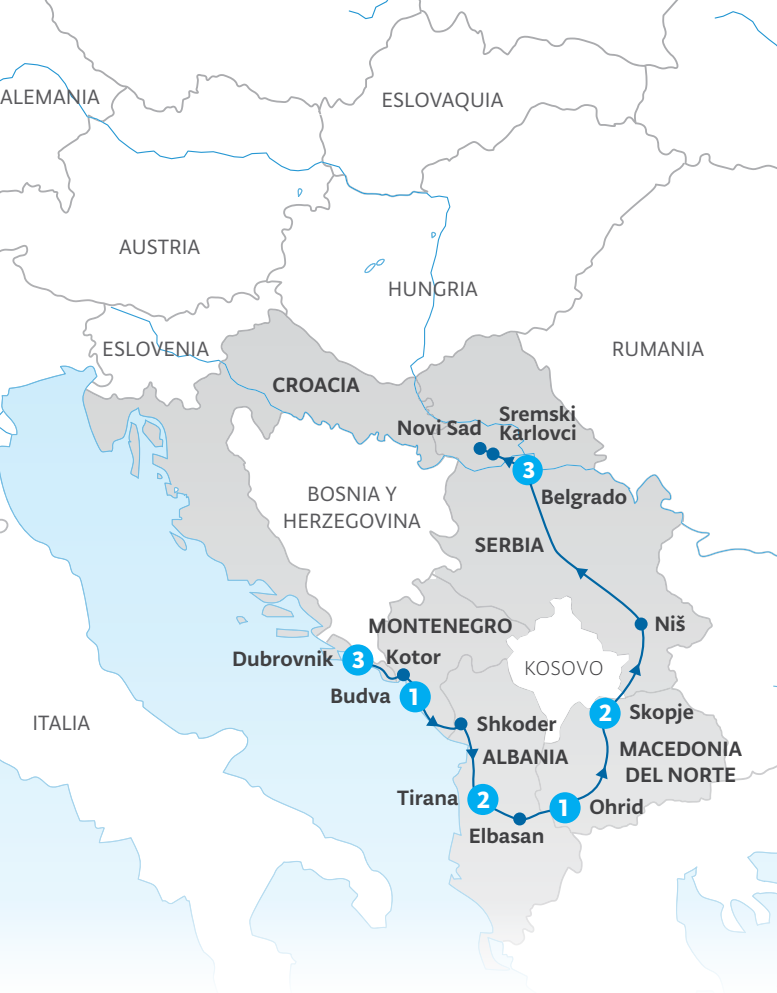 ALEMANIA
ESLOVAQUIA
AUSTRIA
HUNGRIA
ESLOVENIA
RUMANIA
CROACIA
Novi Sad
Sremski
Karlovci
3
Belgrado
BOSNIA Y
HERZEGOVINA
SERBIA
MONTENEGRO
Niš
Dubrovnik
3
Kotor
KOSOVO
Budva
1
ITALIA
Shkoder
2
Skopje
ALBANIA
MACEDONIA
DEL NORTE
Tirana
2
1
Ohrid
Elbasan